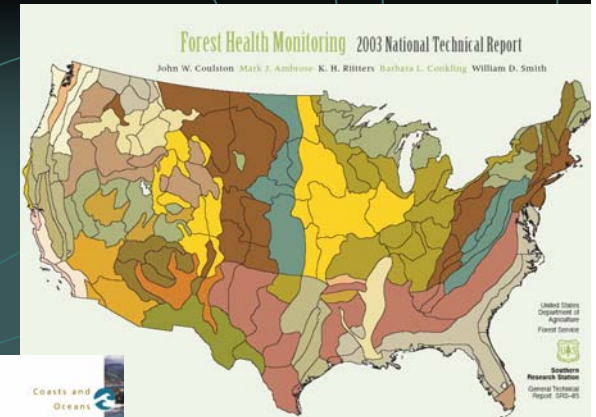 Forest Health Monitoring 2003 National Technical Report
John W. Coulston Mark J. Ambrose K. H. Riitters Barbara L. Conkling William D. Smith
United States
Department of
Agriculture
Forest Service
Southern
Research Station
General Technical
Report SRS–85
Coasts and
Oceans